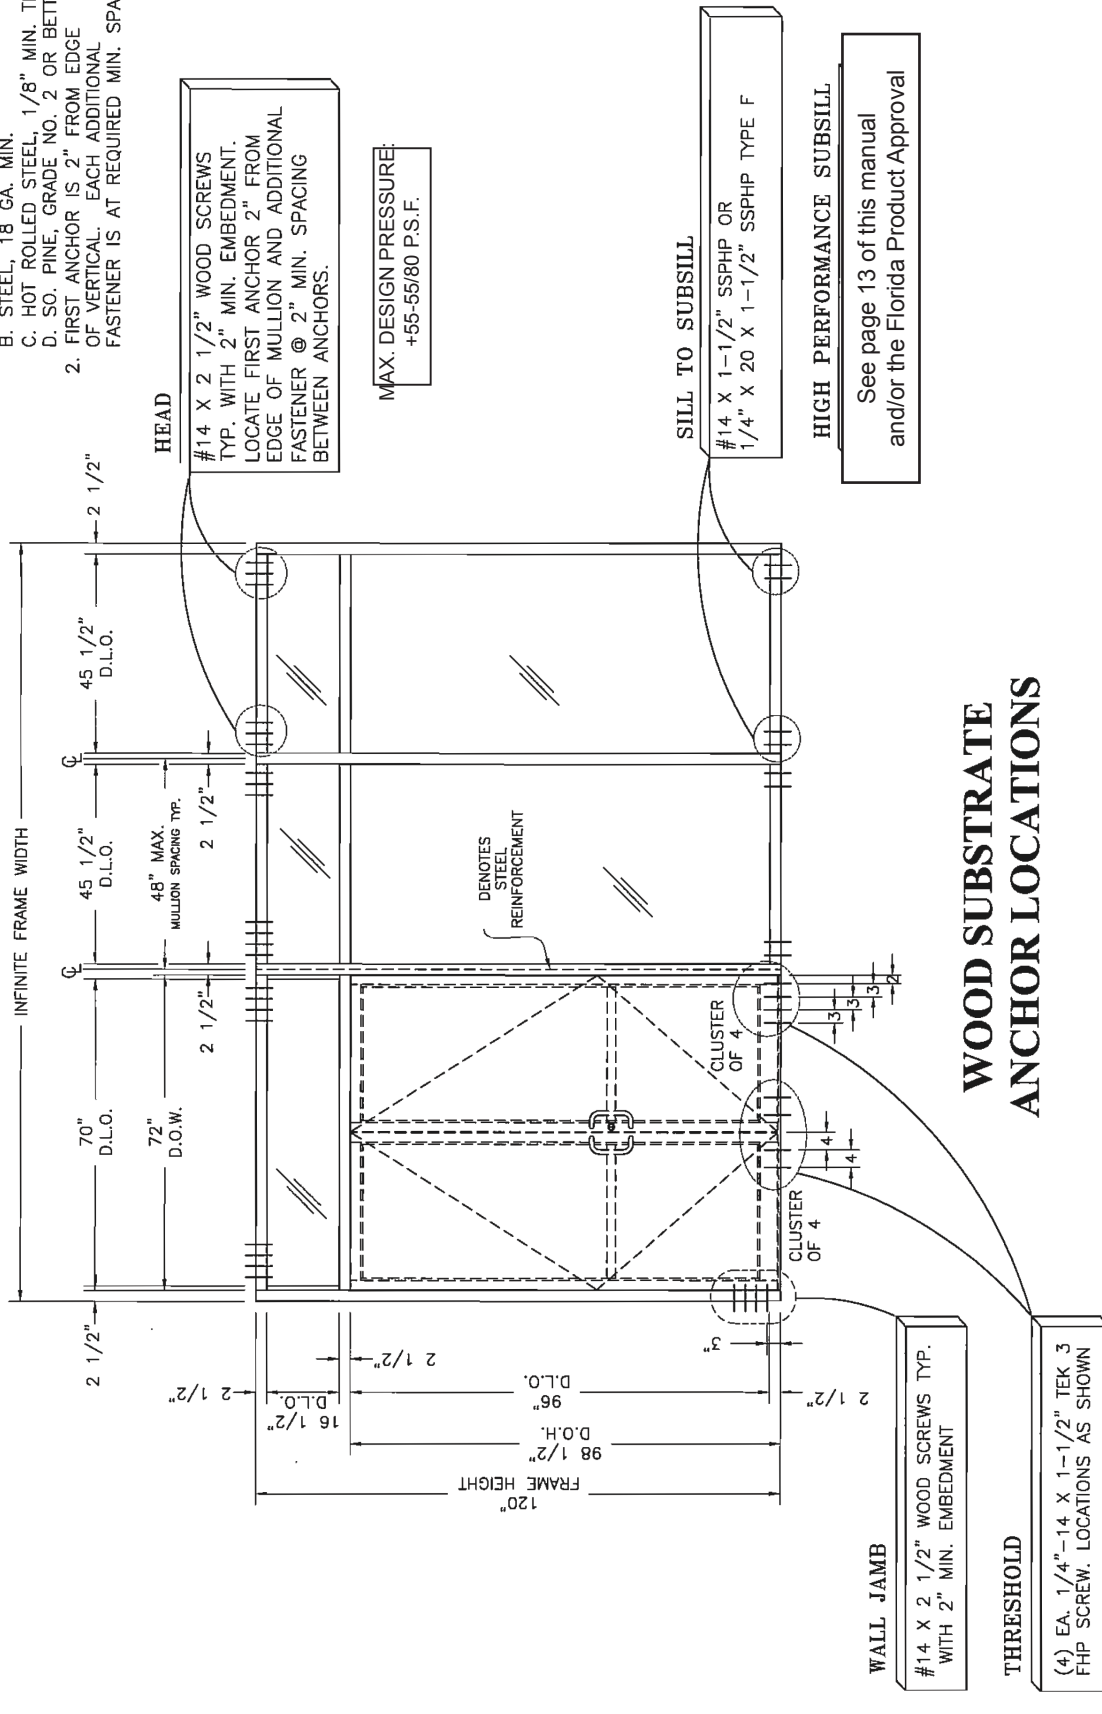 B. STEEL, 18 GA. MIN.
C. HOT ROLLED STEEL, 1/8" MIN.
D. SO. PINE, GRADE NO. 2 OR
2. FIRST ANCHOR IS 2" FROM EDGE
OF VERTICAL. EACH ADDITIONAL
FASTENER IS AT REQUIRED MIN.
HEAD
#14 X 2 1/2" WOOD SCREWS
TYP. WITH 2" MIN. EMBEDMENT.
LOCATE FIRST ANCHOR 2" FROM
EDGE OF MULLION AND ADDITIONAL
FASTENER @ 2" MIN. SPACING
BETWEEN ANCHORS.
MAX. DESIGN PRESSURE:
+55-55/80 P.S.F.
SILL TO SUBSILL
#14 X 1-1/2" SSPHP OR
1/4" X 20 X 1-1/2" SSPHP TYPE F
HIGH PERFORMANCE SUBSILL
See page 13 of this manual
and/or the Florida Product Approval
INFINITE FRAME WIDTH
2 1/2"
70"
D.L.O.
℄
45 1/2"
D.L.O.
℄
45 1/2"
D.L.O.
2 1/2"
72"
D.O.W.
48" MAX.
MULLION SPACING TYP.
2 1/2"
2 1/2"
DENOTES
STEEL
REINFORCEMENT
2 1/2"
16 1/2"
D.L.O.
2 1/2"
96"
D.L.O.
98 1/2"
D.O.H.
120"
FRAME HEIGHT
3"
2 1/2"
CLUSTER
OF 4
CLUSTER
OF 4
4
4
3
3
3
2
WALL JAMB
#14 X 2 1/2" WOOD SCREWS TYP.
WITH 2" MIN. EMBEDMENT
THRESHOLD
(4) EA. 1/4"-14 X 1-1/2" TEK 3
FHP SCREW. LOCATIONS AS SHOWN
WOOD SUBSTRATE
ANCHOR LOCATIONS